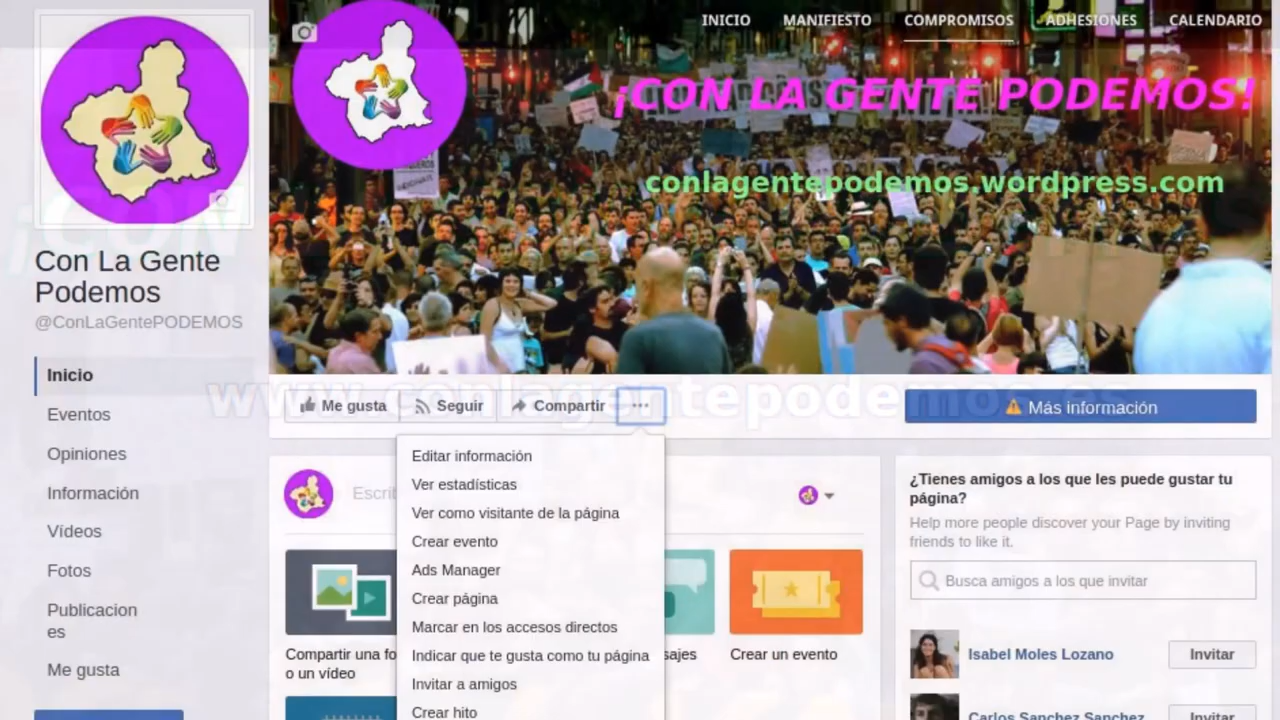 INICIO MANIFIESTO COMPROMISOS ADHESIONES CALENDARIO
¡CON LA GENTE PODEMOS!
conlagentepodemos.wordpress.com
¡CON
Con La Gente
Podemos
@ConLaGentePODEMOS
Inicio
Eventos
Opiniones
Información
Vídeos
Fotos
Publicacion
es
Me gusta
www.conlagentepodemos.es
Me gusta Seguir Compartir ...
Más información
Editar información
Ver estadísticas
Ver como visitante de la página
Crear evento
Ads Manager
Crear página
Marcar en los accesos directos
Indicar que te gusta como tu página
Invitar a amigos
Crear hito
Escrib
Compartir una fo
o un vídeo
sajes
Crear un evento
¿Tienes amigos a los que les puede gustar tu
página?
Help more people discover your Page by inviting
friends to like it.
Busca amigos a los que invitar
Isabel Moles Lozano Invitar
Carlos Sanchez Sanchez Invitar